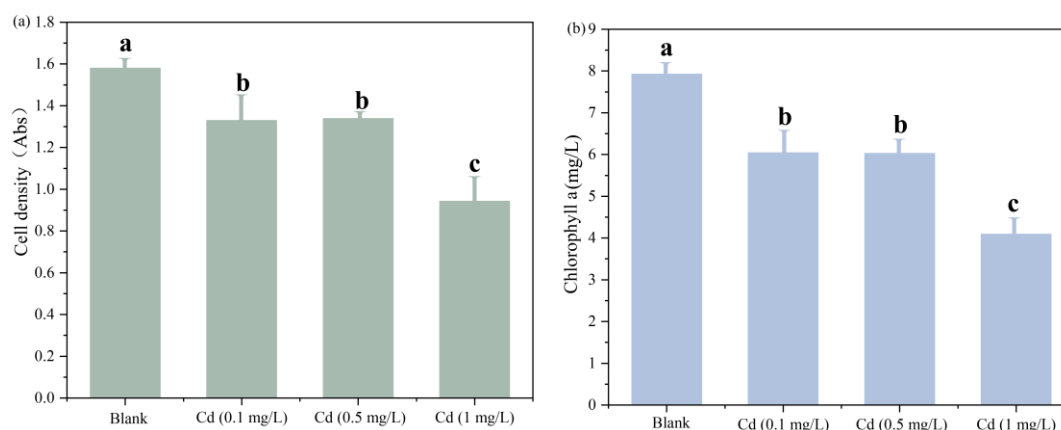 (a)
1.8
1.6
1.4
1.2
1.0
0.8
0.6
0.4
0.2
0.0
Cell density（Abs）
a
b
b
c
Blank
Cd (0.1 mg/L)
Cd (0.5 mg/L)
Cd (1 mg/L)
(b)
9
8
7
6
5
4
3
2
1
0
Chlorophyll a(mg/L)
a
b
b
c
Blank
Cd (0.1 mg/L)
Cd (0.5 mg/L)
Cd (1 mg/L)